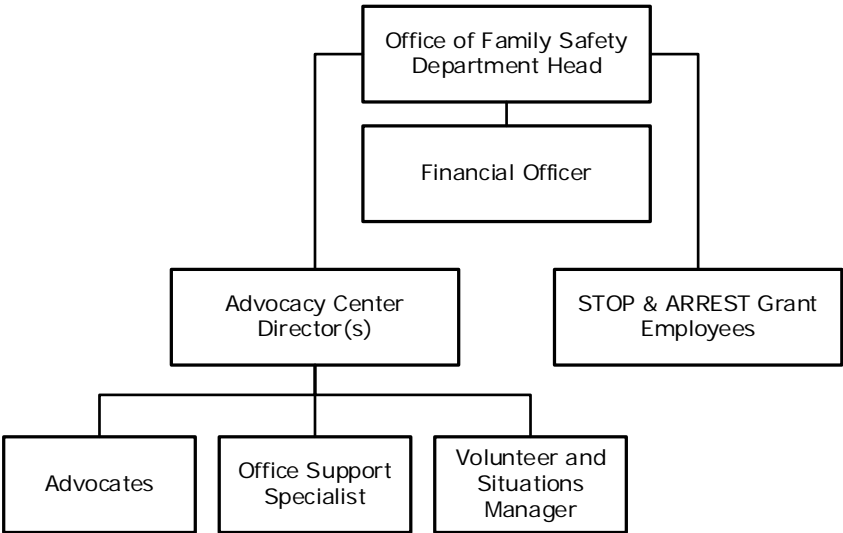 Office of Family Safety
Department Head
Financial Officer
Advocacy Center
Director(s)
STOP & ARREST Grant
Employees
Advocates
Office Support
Specialist
Volunteer and
Situations
Manager